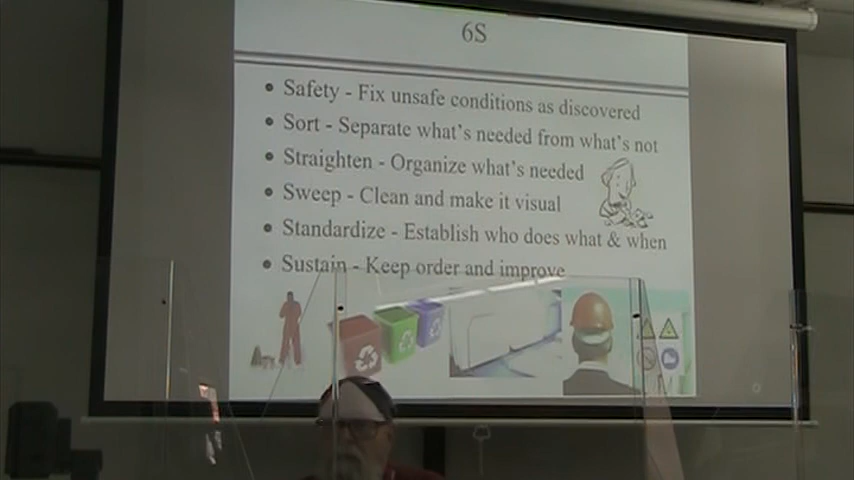 6S
• Safety - Fix unsafe conditions as discovered
• Sort - Separate what's needed from what's not
• Straighten - Organize what's needed
• Sweep - Clean and make it visual
• Standardize - Establish who does what & when
• Sustain - Keep order and improve